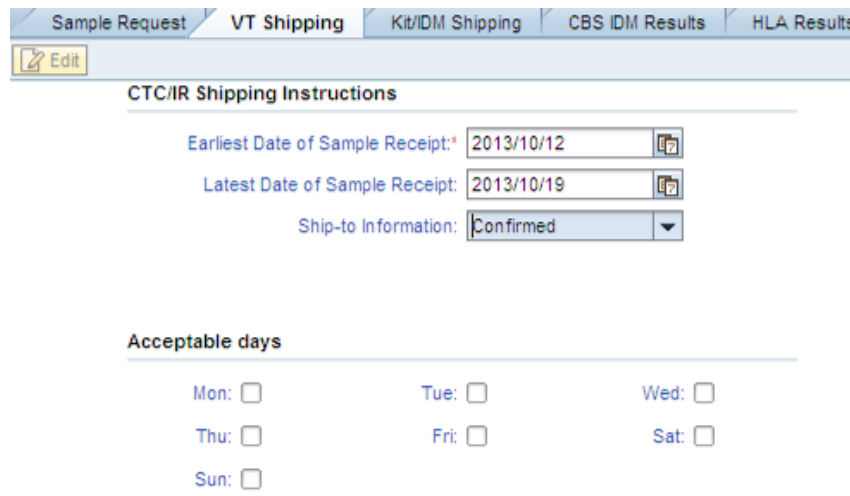 Sample Request VT Shipping Kit/IDM Shipping CBS IDM Results HLA Results
Edit
CTC/IR Shipping Instructions
Earliest Date of Sample Receipt:* 2013/10/12
Latest Date of Sample Receipt: 2013/10/19
Ship-to Information: Confirmed
Acceptable days
Mon: Tue: Wed:
Thu: Fri: Sat:
Sun: